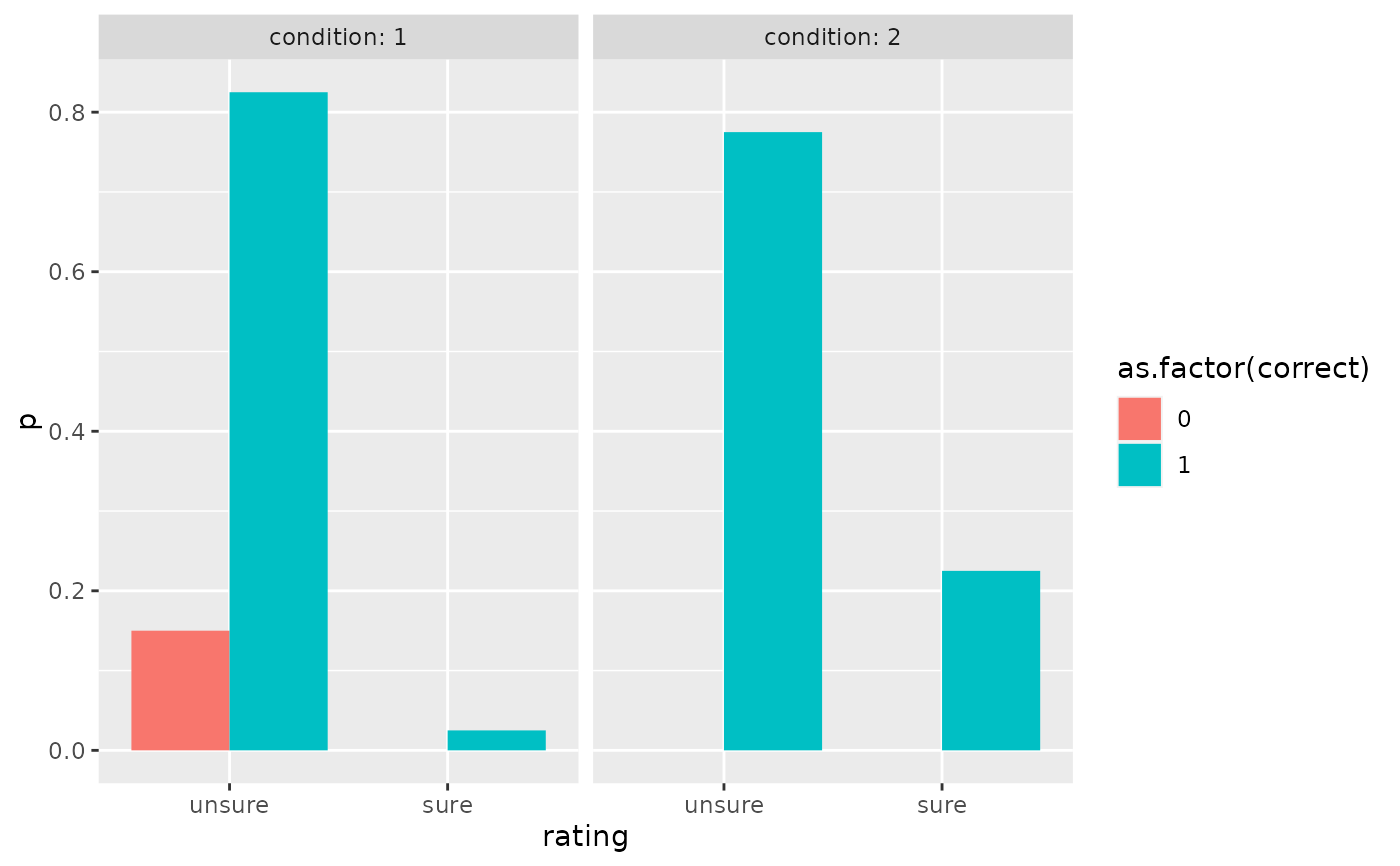 condition: 1
condition: 2
0.8
0.6
0.4
0.2
0.0
p
unsure
sure
unsure
sure
rating
as.factor(correct)
0
1